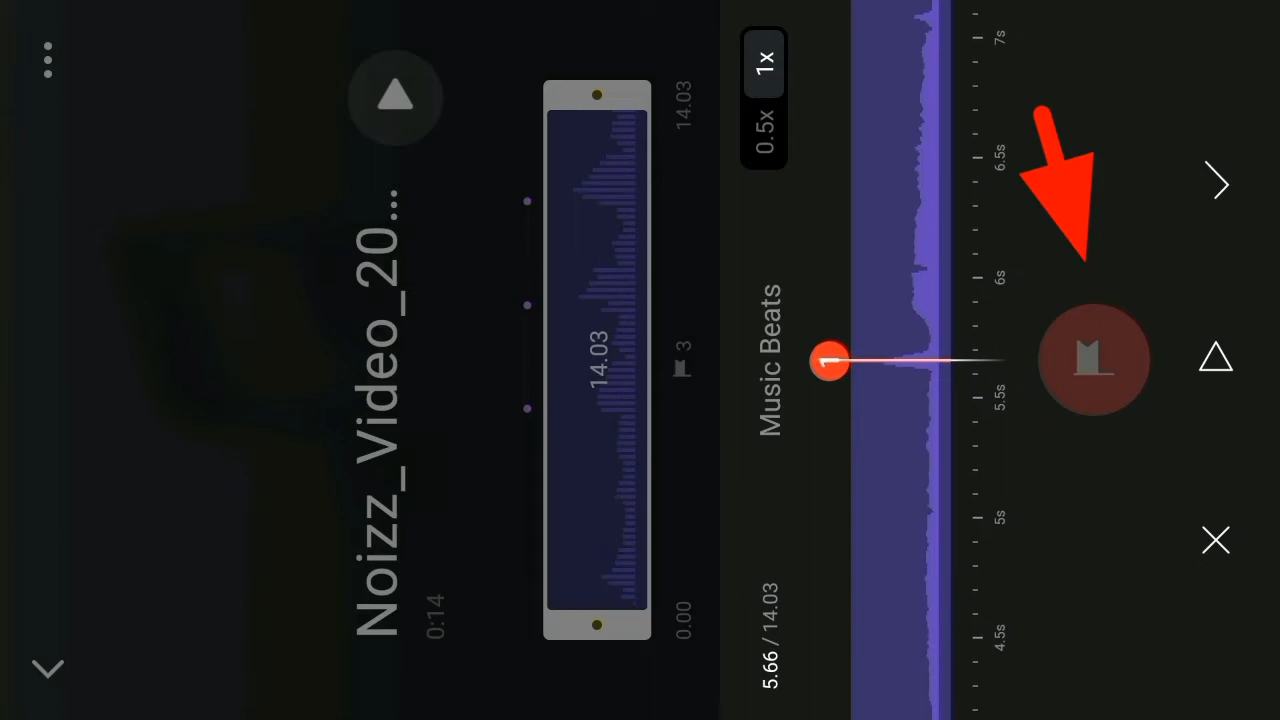 Noizz_Video_20...
0:14
14.03
0.00
3
14.03
Music Beats
0.5x
1x
1
5.66 / 14.03
4.5s
5s
5.5s
6s
6.5s
7s